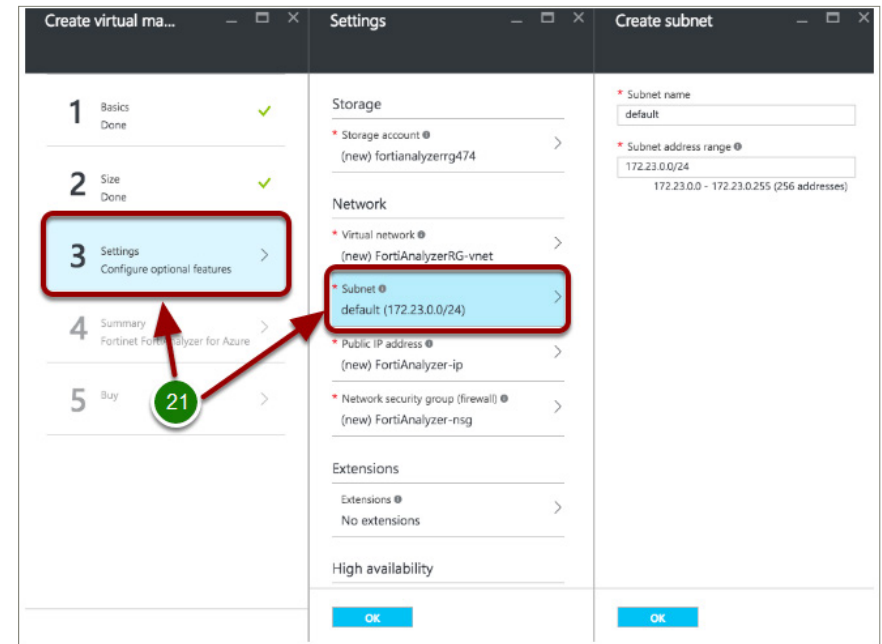 Create virtual ma...
1
Basics
Done
2
Size
Done
3
Settings
Configure optional features
4
Summary
Fortinet FortiAnalyzer for Azure
5
Buy
21
Settings
Storage
* Storage account
(new) fortianalyzerrg474
Network
* Virtual network
(new) FortiAnalyzerRG-vnet
* Subnet
default (172.23.0.0/24)
* Public IP address
(new) FortiAnalyzer-ip
* Network security group (firewall)
(new) FortiAnalyzer-nsg
Extensions
Extensions
No extensions
High availability
OK
Create subnet
* Subnet name
default
* Subnet address range
172.23.0.0/24
172.23.0.0 - 172.23.0.255 (256 addresses)
OK